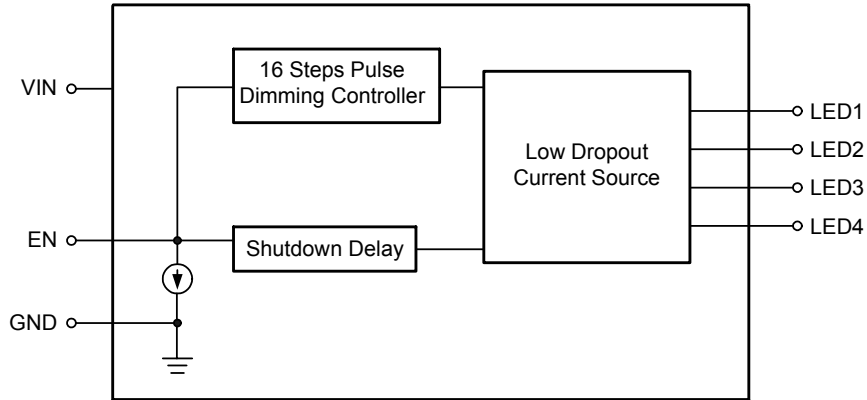 16 Steps Pulse
Dimming Controller
VIN
LED1
Low Dropout
Current Source
LED2
LED3
LED4
EN
Shutdown Delay
GND